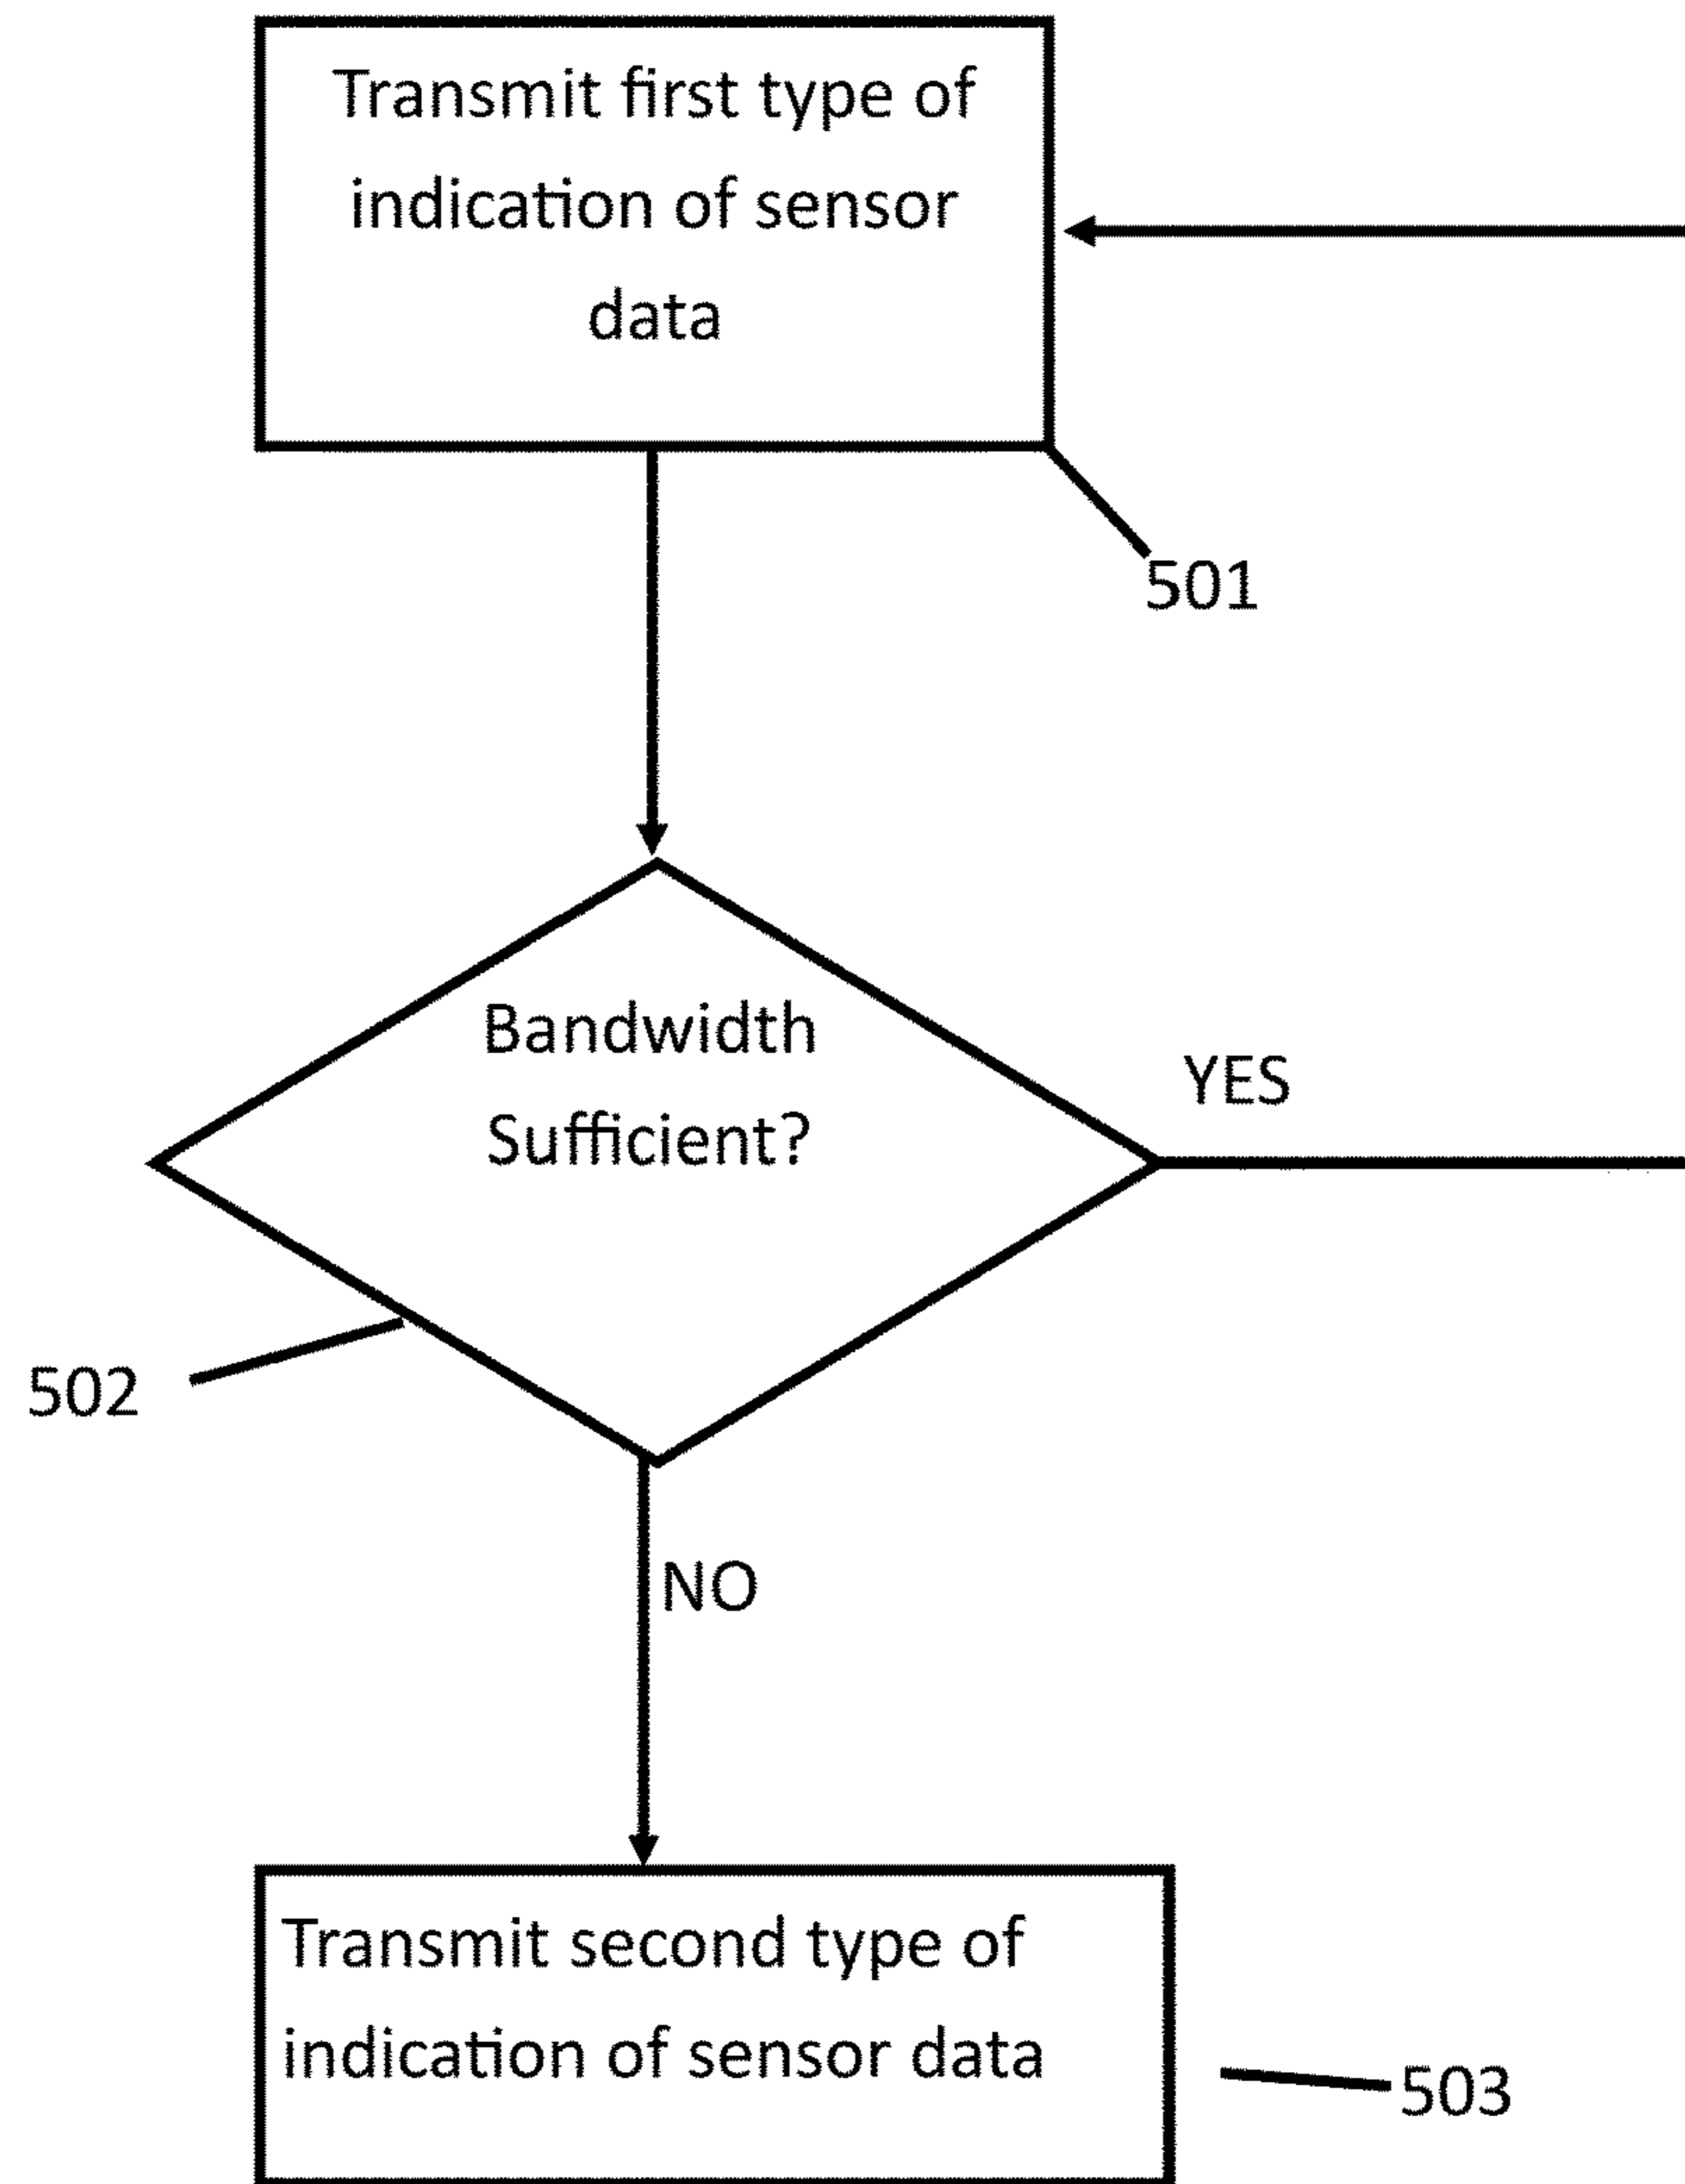 Transmit first type of
indication of sensor
data
501
Bandwidth
Sufficient?
YES
502
NO
Transmit second type of
indication of sensor data
503